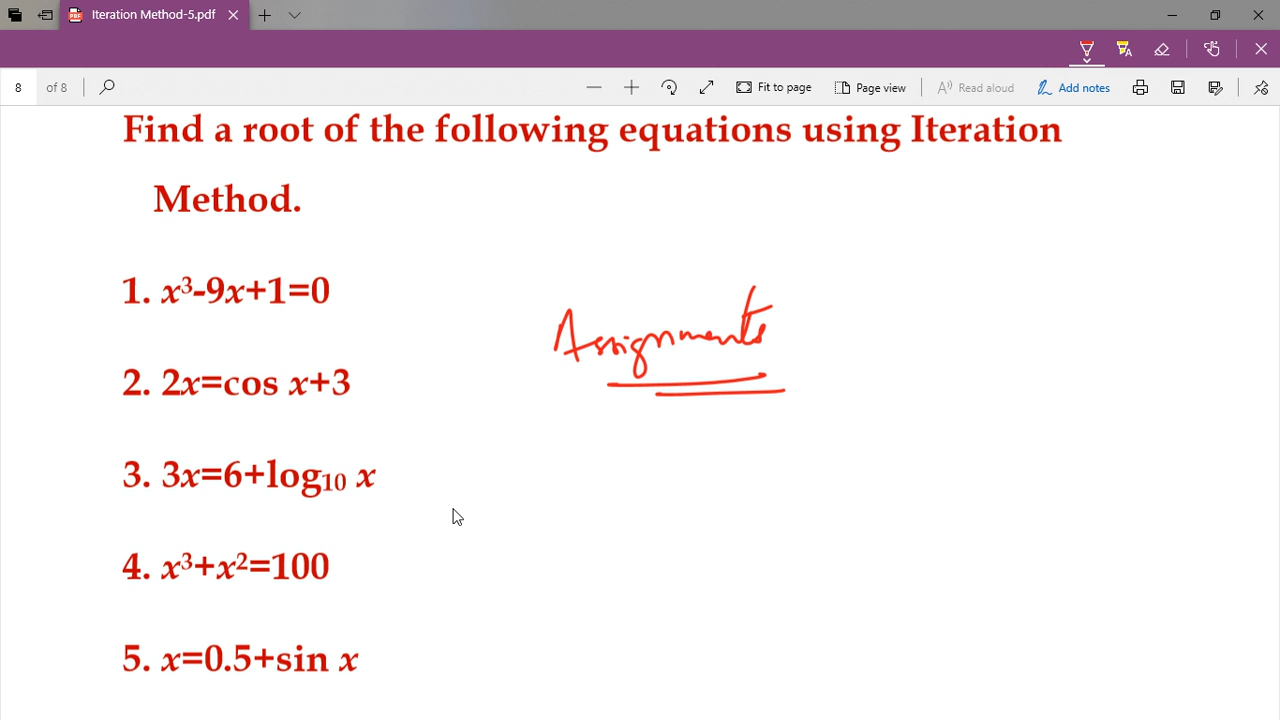 Iteration Method-5.pdf
8 of 8
Fit to page
Page view
Read aloud
Add notes
Find a root of the following equations using Iteration
Method.
1. x³-9x+1=0
Assignments
2. 2x=cos x+3
3. 3x=6+log₁₀ x
4. x³+x²=100
5. x=0.5+sin x